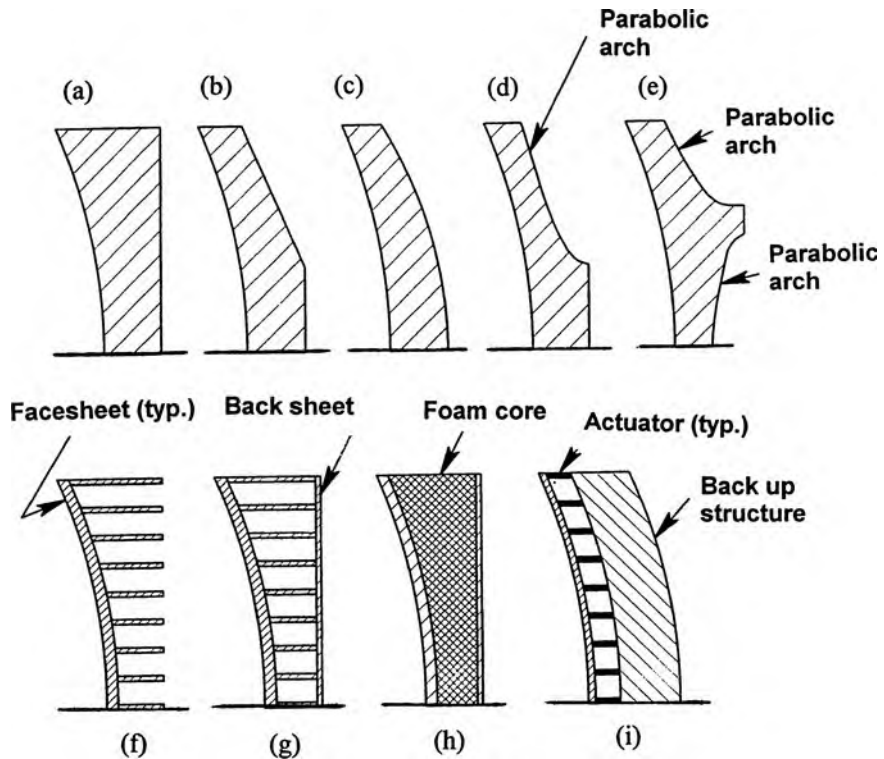 Parabolic
arch
(a)
(b)
(c)
(d)
(e)
Parabolic
arch
Parabolic
arch
Facesheet (typ.)
Back sheet
Foam core
Actuator (typ.)
Back up
structure
(f)
(g)
(h)
(i)